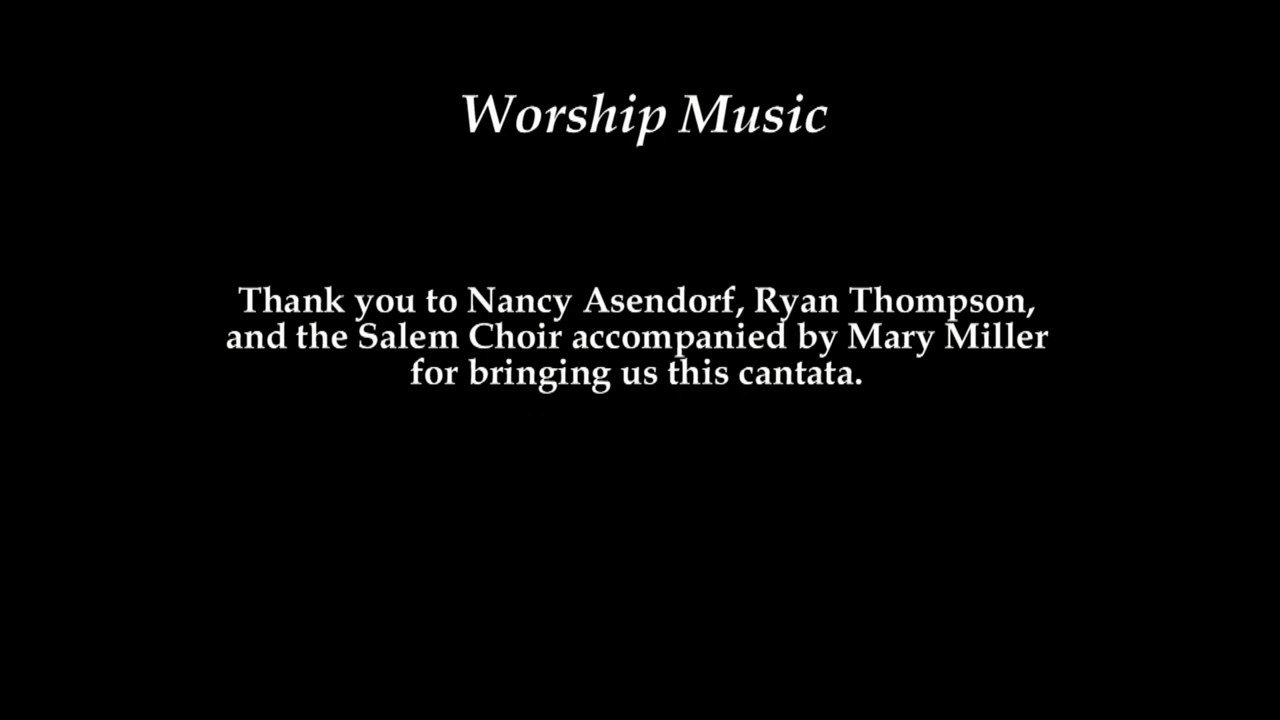 Worship Music
Thank you to Nancy Asendorf, Ryan Thompson,
and the Salem Choir accompanied by Mary Miller
for bringing us this cantata.